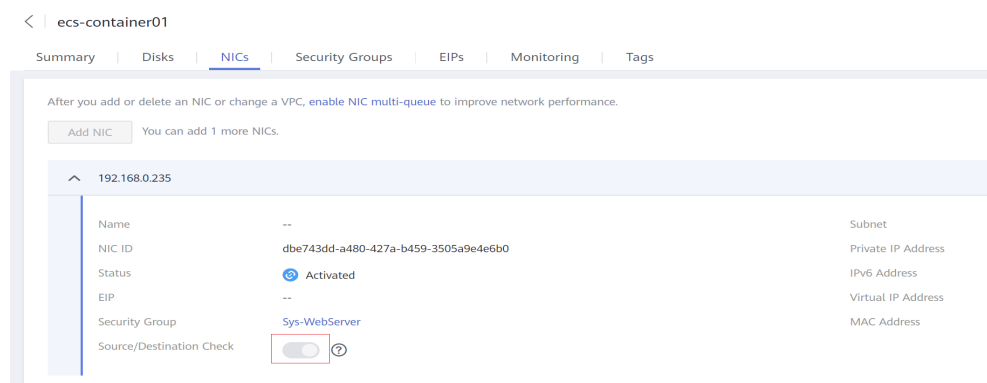 ecs-container01
Summary Disks NICs Security Groups EIPs Monitoring Tags
After you add or delete an NIC or change a VPC, enable NIC multi-queue to improve network performance.
Add NIC You can add 1 more NICs.
192.168.0.235
Name -- Subnet
NIC ID dbe743dd-a480-427a-b459-3505a9e4e6b0 Private IP Address
Status Activated IPv6 Address
EIP -- Virtual IP Address
Security Group Sys-WebServer MAC Address
Source/Destination Check ?